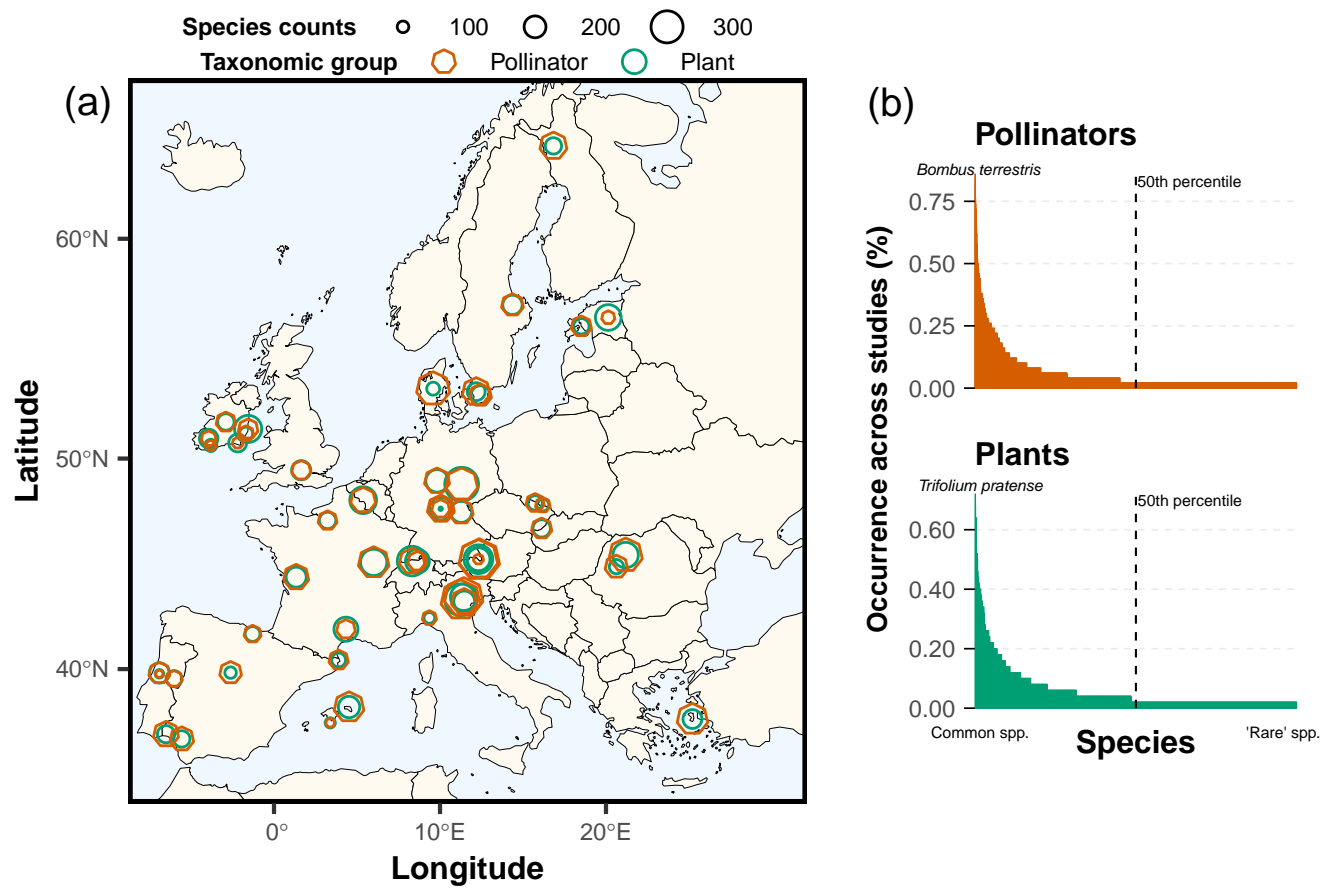 Species counts 100 200 300
Taxonomic group Pollinator Plant
(a)
60°N
50°N
40°N
0°
10°E
20°E
Latitude
Longitude
(b)
Pollinators
Bombus terrestris
50th percentile
0.75
0.50
0.25
0.00
Occurrence across studies (%)
Plants
Trifolium pratense
50th percentile
0.60
0.40
0.20
0.00
Common spp.
'Rare' spp.
Species